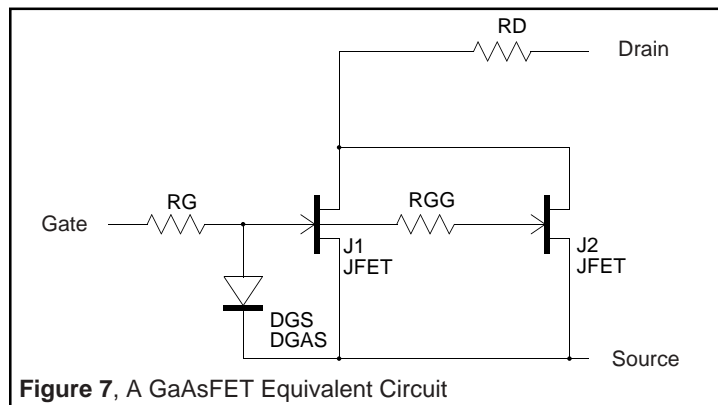 RD
Drain
RG
RGG
Gate
J1
JFET
J2
JFET
DGS
DGAS
Source
Figure 7, A GaAsFET Equivalent Circuit